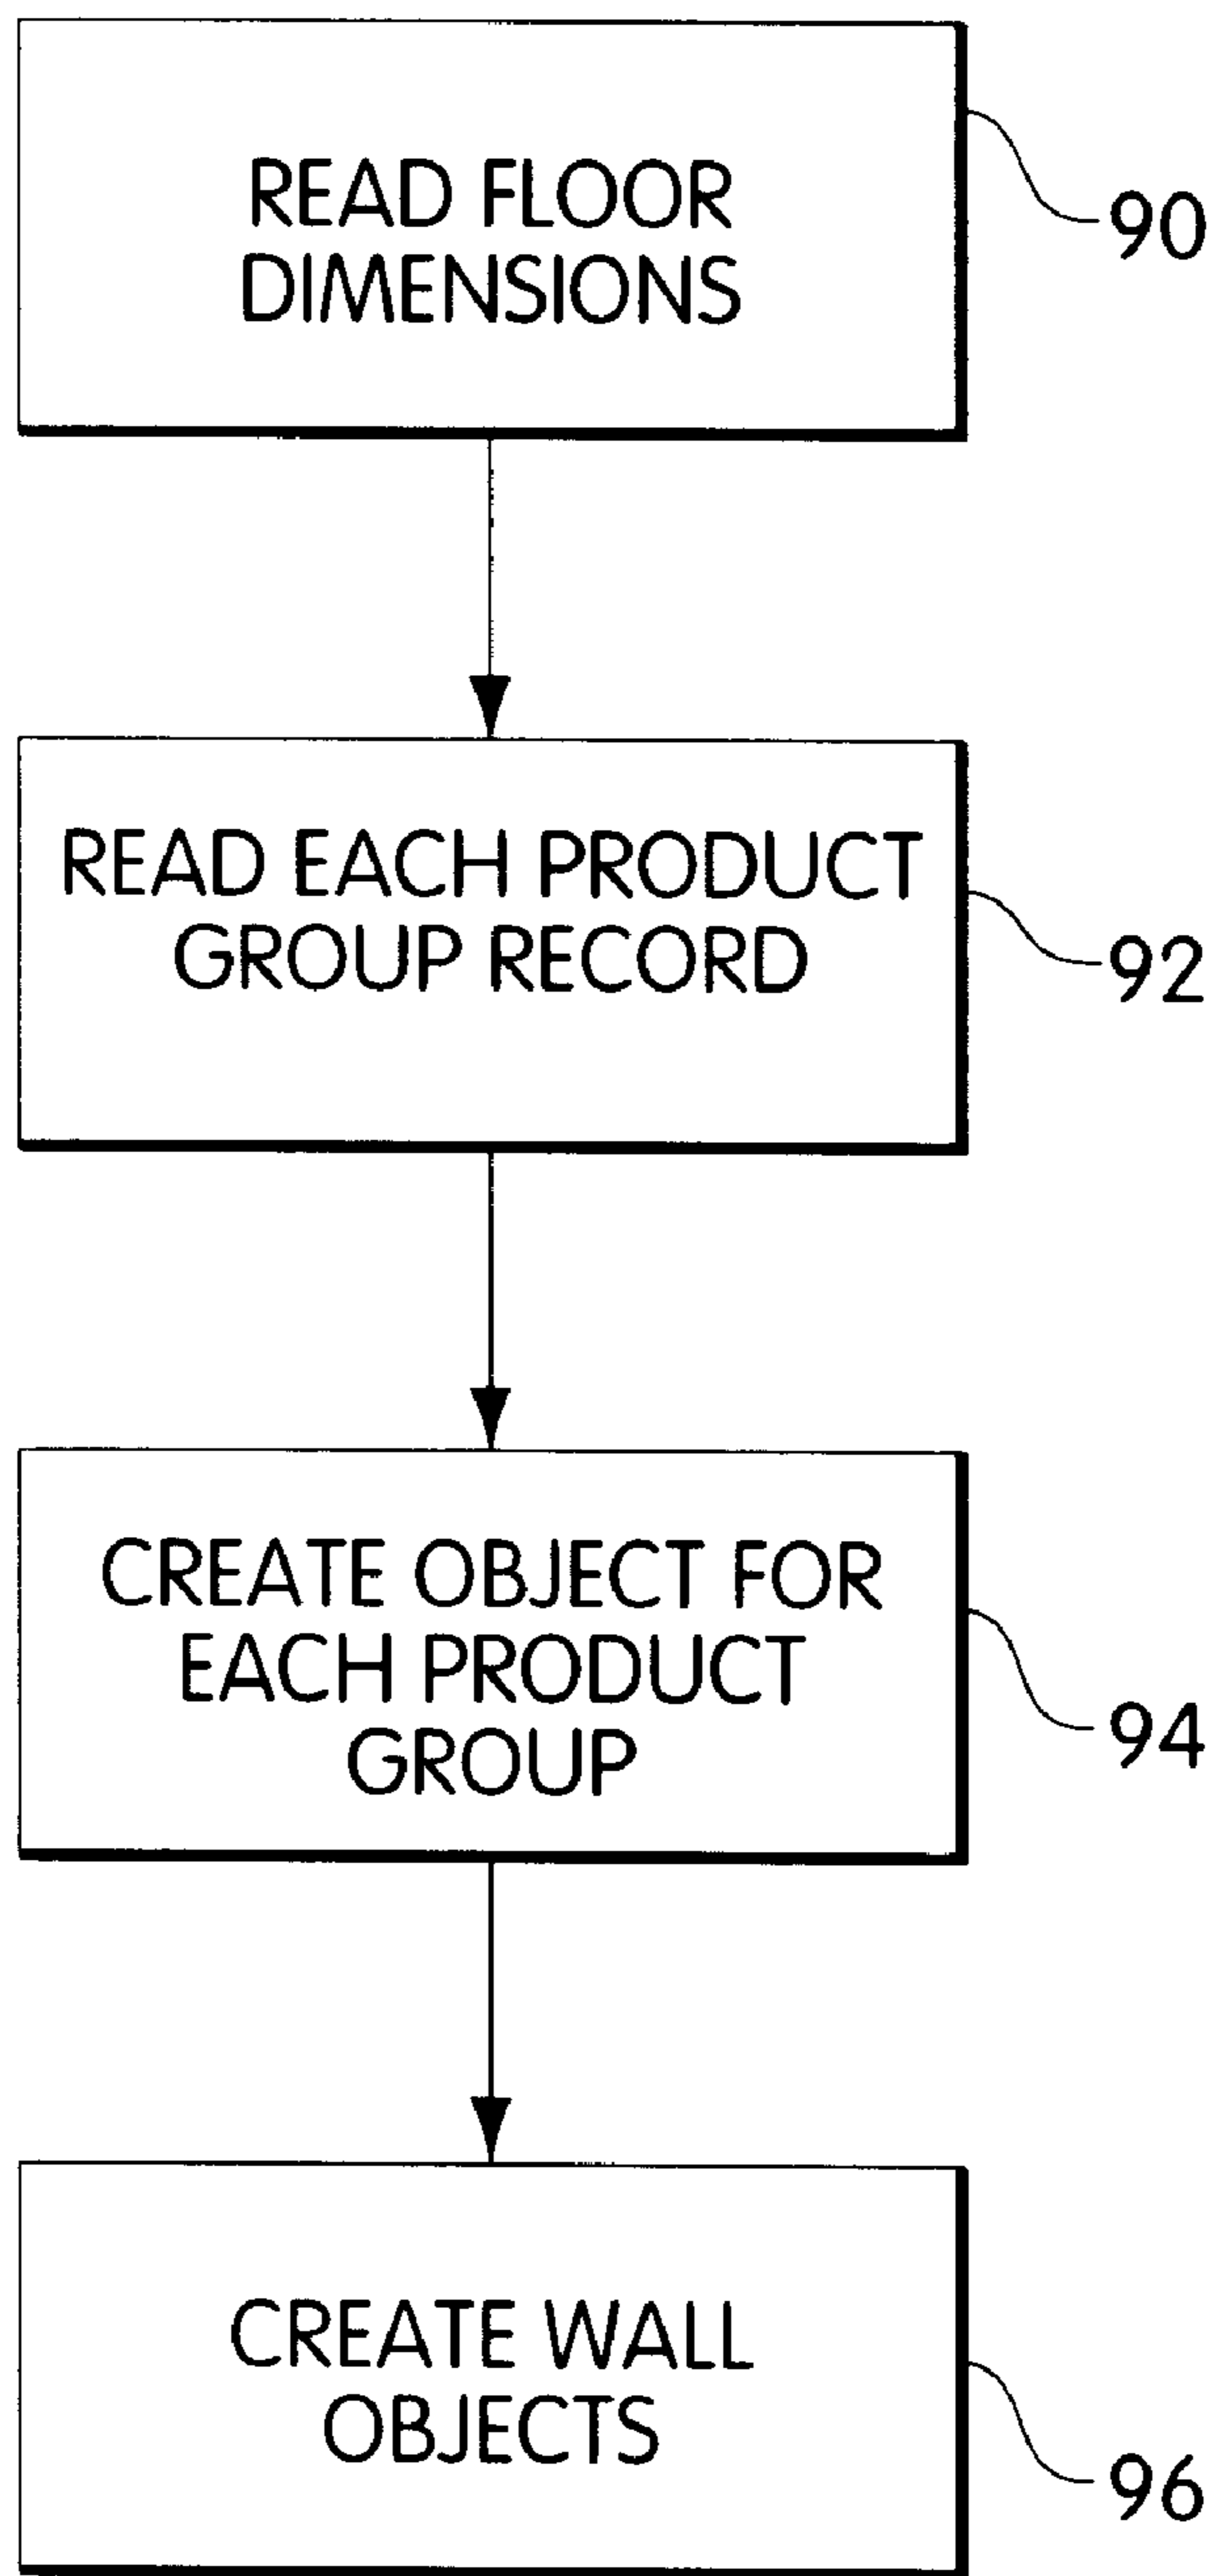 READ FLOOR
DIMENSIONS
90
READ EACH PRODUCT
GROUP RECORD
92
CREATE OBJECT FOR
EACH PRODUCT
GROUP
94
CREATE WALL
OBJECTS
96